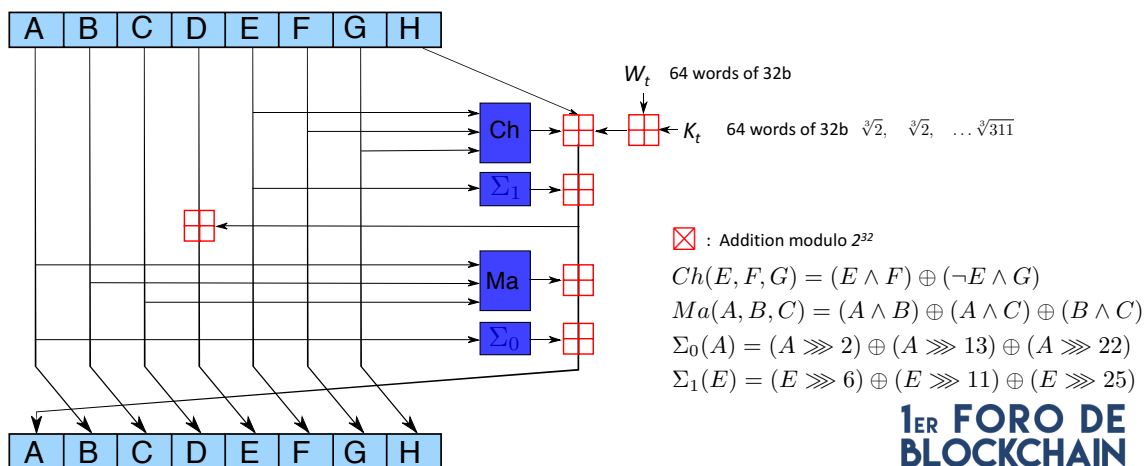 A B C D E F G H
W_t 64 words of 32b
Ch
K_t 64 words of 32b ∛2, ∛2, … ∛311
Σ₁
: Addition modulo 2^32
Ma
Ch(E, F, G) = (E ∧ F) ⊕ (¬E ∧ G)
Ma(A, B, C) = (A ∧ B) ⊕ (A ∧ C) ⊕ (B ∧ C)
Σ₀
Σ₀(A) = (A ⋙ 2) ⊕ (A ⋙ 13) ⊕ (A ⋙ 22)
Σ₁(E) = (E ⋙ 6) ⊕ (E ⋙ 11) ⊕ (E ⋙ 25)
1ER FORO DE
BLOCKCHAIN
A B C D E F G H